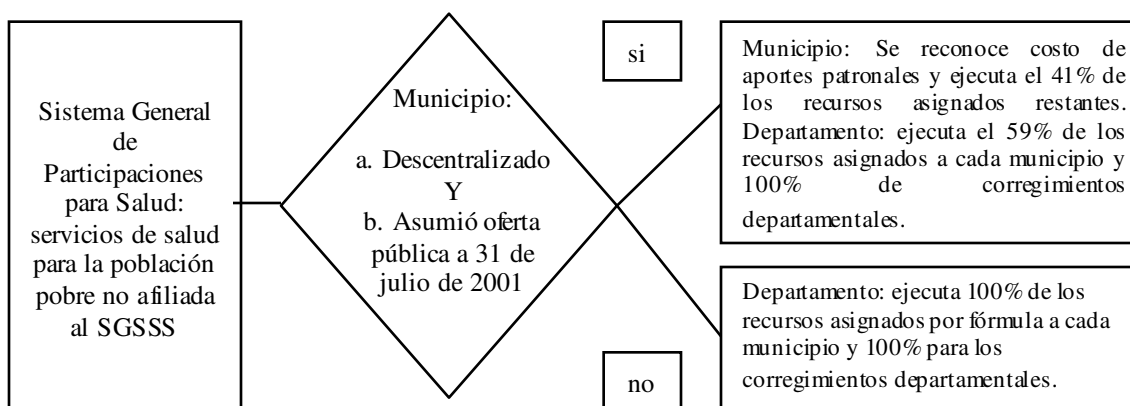 Sistema General
de
Participaciones
para Salud:
servicios de salud
para la población
pobre no afiliada
al SGSSS
Municipio:
a. Descentralizado
Y
b. Asumió oferta
pública a 31 de
julio de 2001
si
Municipio: Se reconoce costo de
aportes patronales y ejecuta el 41% de
los recursos asignados restantes.
Departamento: ejecuta el 59% de los
recursos asignados a cada municipio y
100% de corregimientos
departamentales.
no
Departamento: ejecuta 100% de los
recursos asignados por fórmula a cada
municipio y 100% para los
corregimientos departamentales.